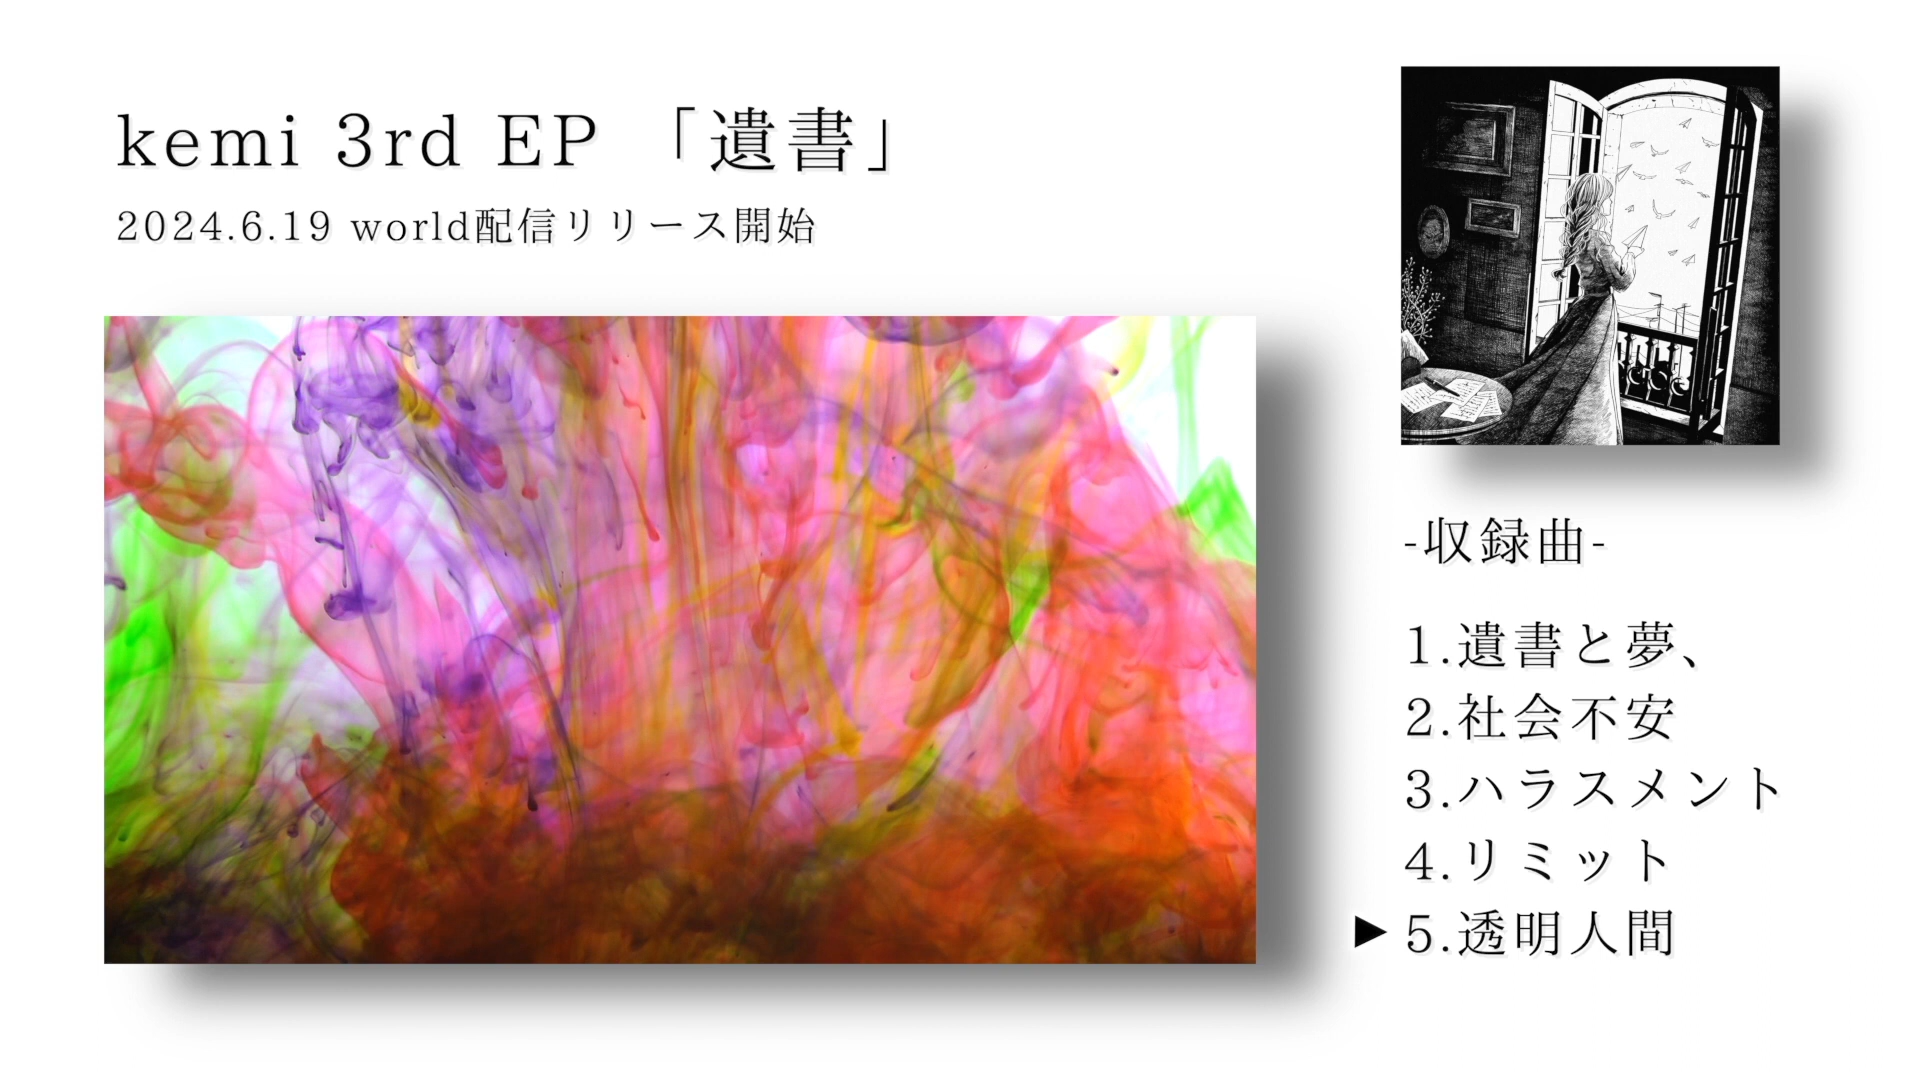 kemi 3rd EP 「遺書」
2024.6.19 world配信リリース開始
-収録曲-
1.遺書と夢、
2.社会不安
3.ハラスメント
4.リミット
▶ 5.透明人間